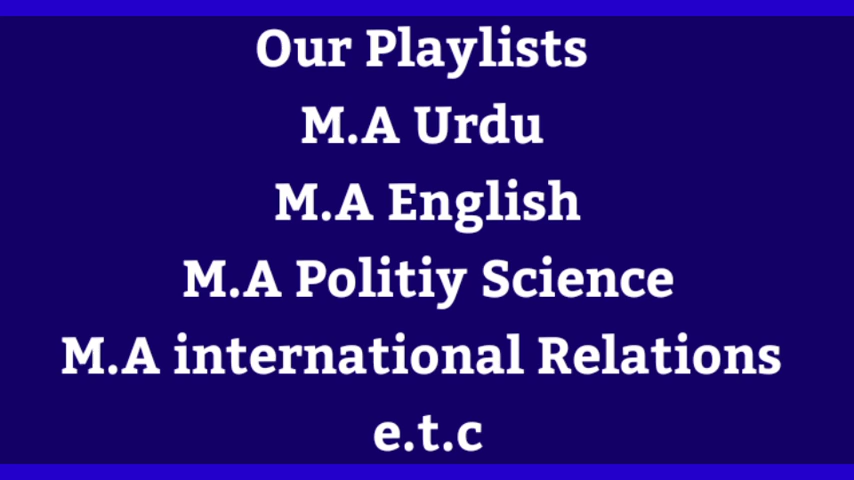 Our Playlists
M.A Urdu
M.A English
M.A Politiy Science
M.A international Relations
e.t.c